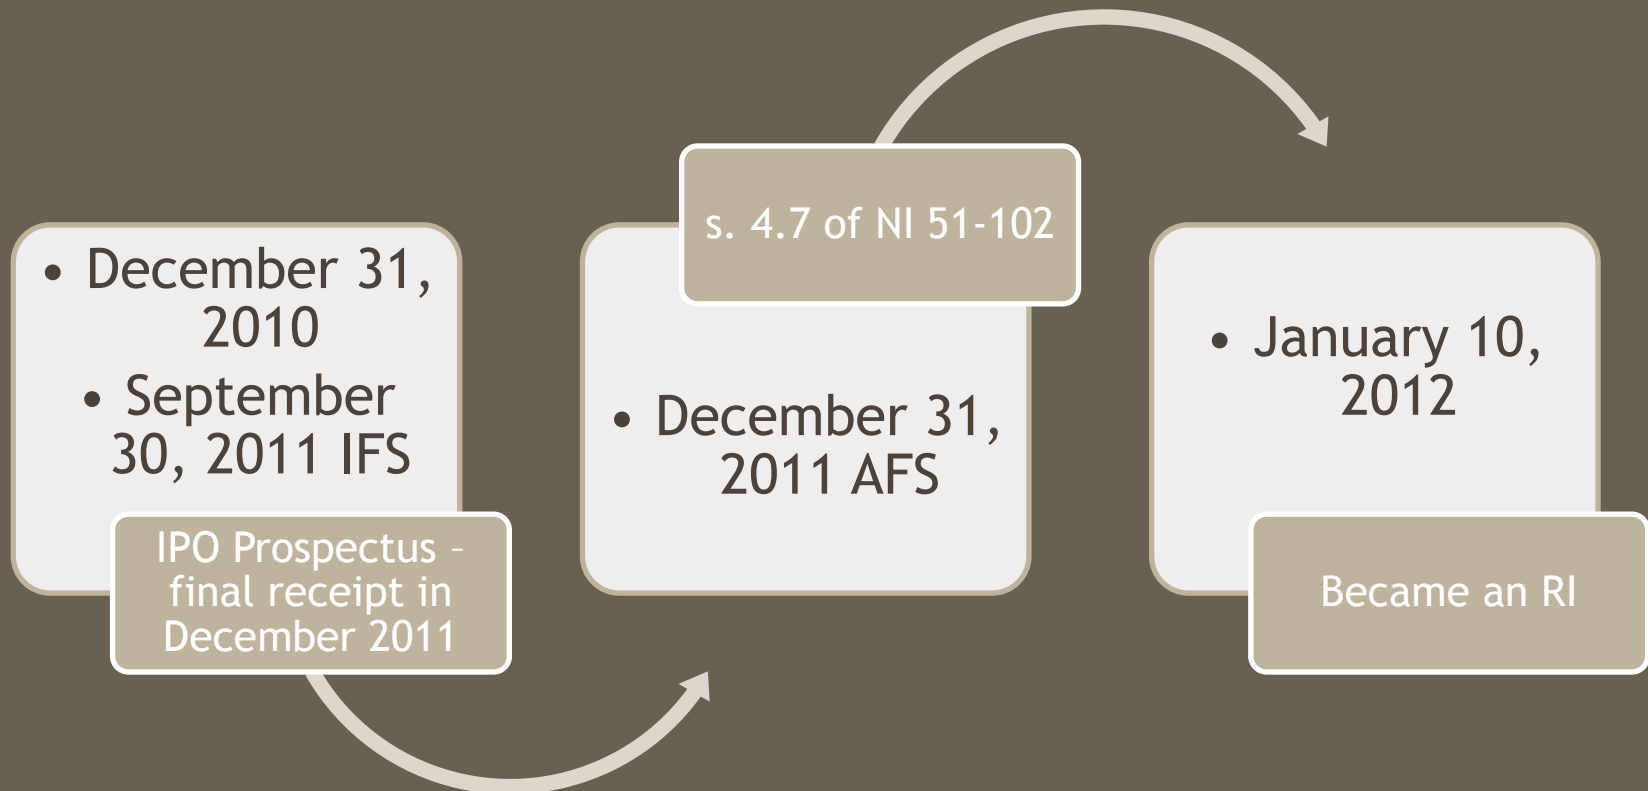 • December 31,
2010
• September
30, 2011 IFS
IPO Prospectus –
final receipt in
December 2011
s. 4.7 of NI 51-102
• December 31,
2011 AFS
• January 10,
2012
Became an RI